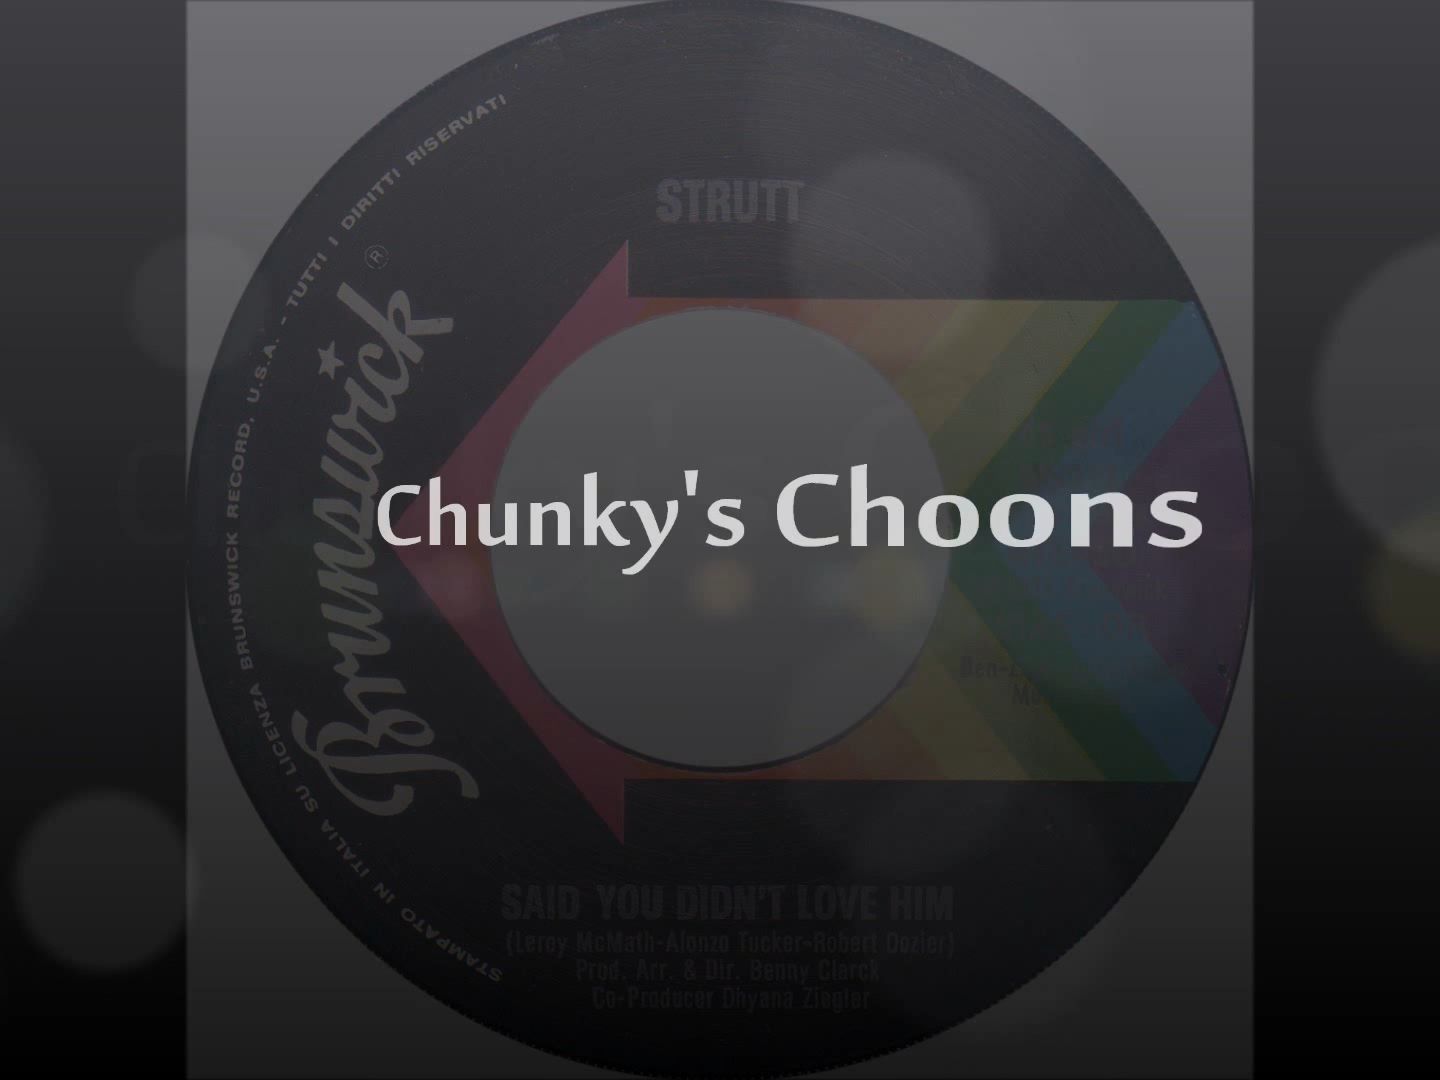 STRUTT
STAMPATO IN ITALIA SU LICENZA BRUNSWICK RECORD, U.S.A. - TUTTI I DIRITTI RISERVATI
Brunswick ®
Chunky's Choons
SAID YOU DIDN'T LOVE HIM
(Leroy McMath-Alonzo Tucker-Robert Dozier)
Prod. Arr. & Dir. Benny Clarck
Co-Producer Dhyana Ziegler